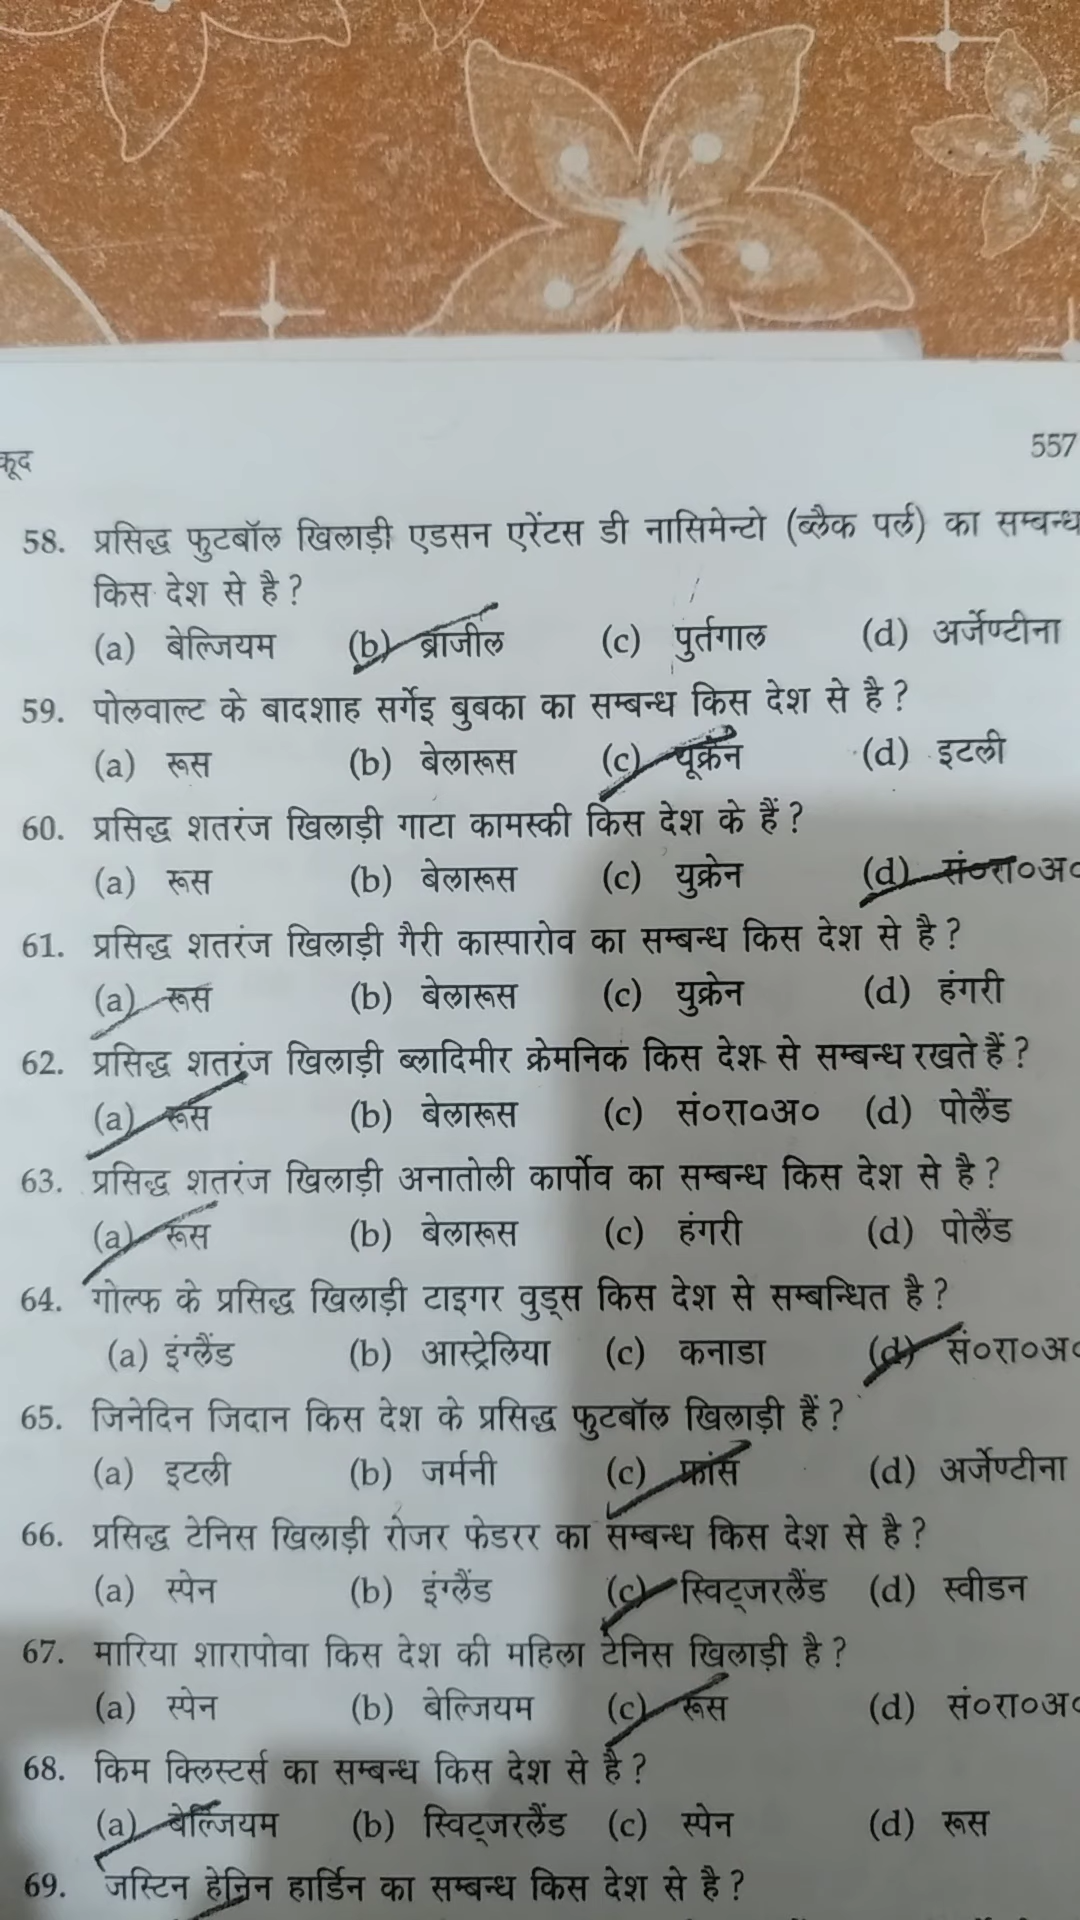 कूद
557
58. प्रसिद्ध फुटबॉल खिलाड़ी एडसन एरेंटस डी नासिमेन्टो (ब्लैक पर्ल) का सम्बन्ध
किस देश से है ?
(a) बेल्जियम (b) ब्राजील (c) पुर्तगाल (d) अर्जेण्टीना
59. पोलवाल्ट के बादशाह सर्गेइ बुबका का सम्बन्ध किस देश से है ?
(a) रूस (b) बेलारूस (c) यूक्रेन (d) इटली
60. प्रसिद्ध शतरंज खिलाड़ी गाटा कामस्की किस देश के हैं ?
(a) रूस (b) बेलारूस (c) युक्रेन (d) सं०रा०अ०
61. प्रसिद्ध शतरंज खिलाड़ी गैरी कास्पारोव का सम्बन्ध किस देश से है ?
(a) रूस (b) बेलारूस (c) युक्रेन (d) हंगरी
62. प्रसिद्ध शतरंज खिलाड़ी ब्लादिमीर क्रेमनिक किस देश से सम्बन्ध रखते हैं ?
(a) रूस (b) बेलारूस (c) सं०रा०अ० (d) पोलैंड
63. प्रसिद्ध शतरंज खिलाड़ी अनातोली कार्पोव का सम्बन्ध किस देश से है ?
(a) रूस (b) बेलारूस (c) हंगरी (d) पोलैंड
64. गोल्फ के प्रसिद्ध खिलाड़ी टाइगर वुड्स किस देश से सम्बन्धित है ?
(a) इंग्लैंड (b) आस्ट्रेलिया (c) कनाडा (d) सं०रा०अ०
65. जिनेदिन जिदान किस देश के प्रसिद्ध फुटबॉल खिलाड़ी हैं ?
(a) इटली (b) जर्मनी (c) फ्रांस (d) अर्जेण्टीना
66. प्रसिद्ध टेनिस खिलाड़ी रोजर फेडरर का सम्बन्ध किस देश से है ?
(a) स्पेन (b) इंग्लैंड (c) स्विट्जरलैंड (d) स्वीडन
67. मारिया शारापोवा किस देश की महिला टेनिस खिलाड़ी है ?
(a) स्पेन (b) बेल्जियम (c) रूस (d) सं०रा०अ०
68. किम क्लिस्टर्स का सम्बन्ध किस देश से है ?
(a) बेल्जियम (b) स्विट्जरलैंड (c) स्पेन (d) रूस
69. जस्टिन हेनिन हार्डिन का सम्बन्ध किस देश से है ?